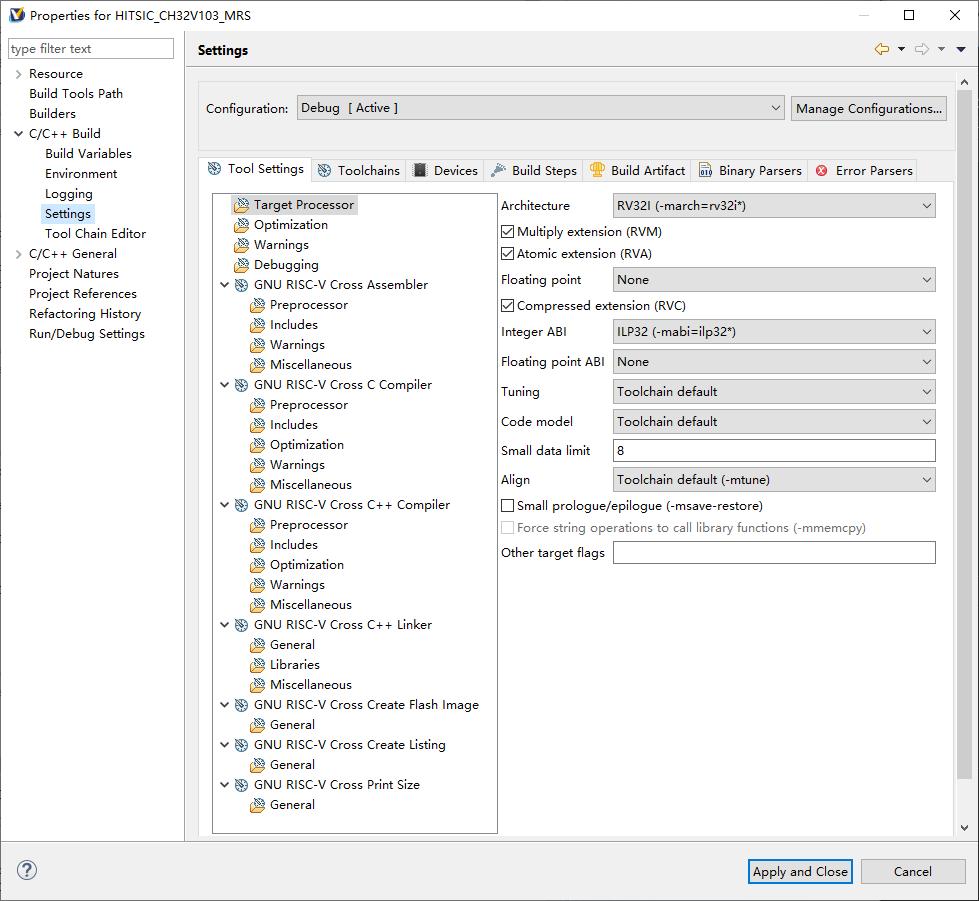 Properties for HITSIC_CH32V103_MRS
type filter text
Resource
Build Tools Path
Builders
C/C++ Build
Build Variables
Environment
Logging
Settings
Tool Chain Editor
C/C++ General
Project Natures
Project References
Refactoring History
Run/Debug Settings
Settings
Configuration: Debug [ Active ] Manage Configurations...
Tool Settings Toolchains Devices Build Steps Build Artifact Binary Parsers Error Parsers
Target Processor
Optimization
Warnings
Debugging
GNU RISC-V Cross Assembler
Preprocessor
Includes
Warnings
Miscellaneous
GNU RISC-V Cross C Compiler
Preprocessor
Includes
Optimization
Warnings
Miscellaneous
GNU RISC-V Cross C++ Compiler
Preprocessor
Includes
Optimization
Warnings
Miscellaneous
GNU RISC-V Cross C++ Linker
General
Libraries
Miscellaneous
GNU RISC-V Cross Create Flash Image
General
GNU RISC-V Cross Create Listing
General
GNU RISC-V Cross Print Size
General
Architecture RV32I (-march=rv32i*)
Multiply extension (RVM)
Atomic extension (RVA)
Floating point None
Compressed extension (RVC)
Integer ABI ILP32 (-mabi=ilp32*)
Floating point ABI None
Tuning Toolchain default
Code model Toolchain default
Small data limit 8
Align Toolchain default (-mtune)
Small prologue/epilogue (-msave-restore)
Force string operations to call library functions (-mmemcpy)
Other target flags
Apply and Close Cancel